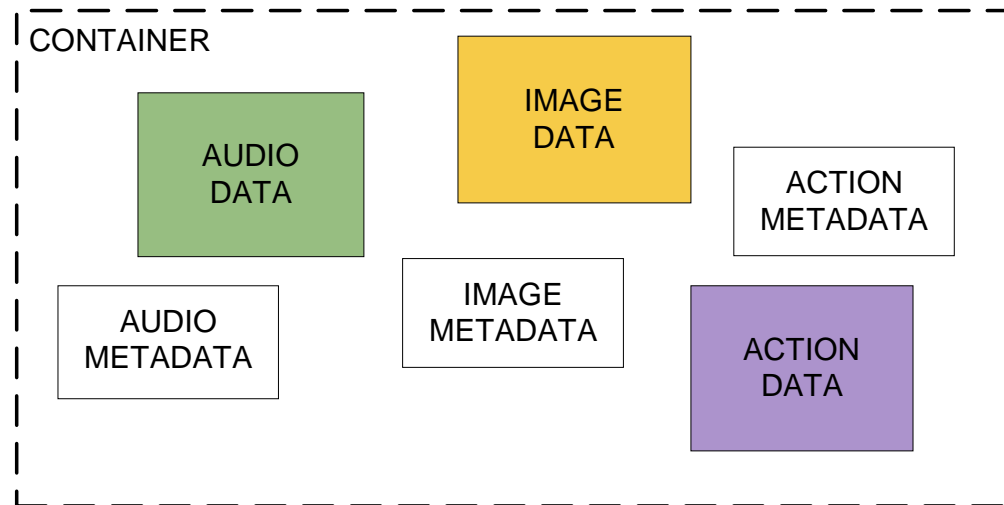 CONTAINER
IMAGE
DATA
AUDIO
DATA
ACTION
METADATA
IMAGE
METADATA
AUDIO
METADATA
ACTION
DATA